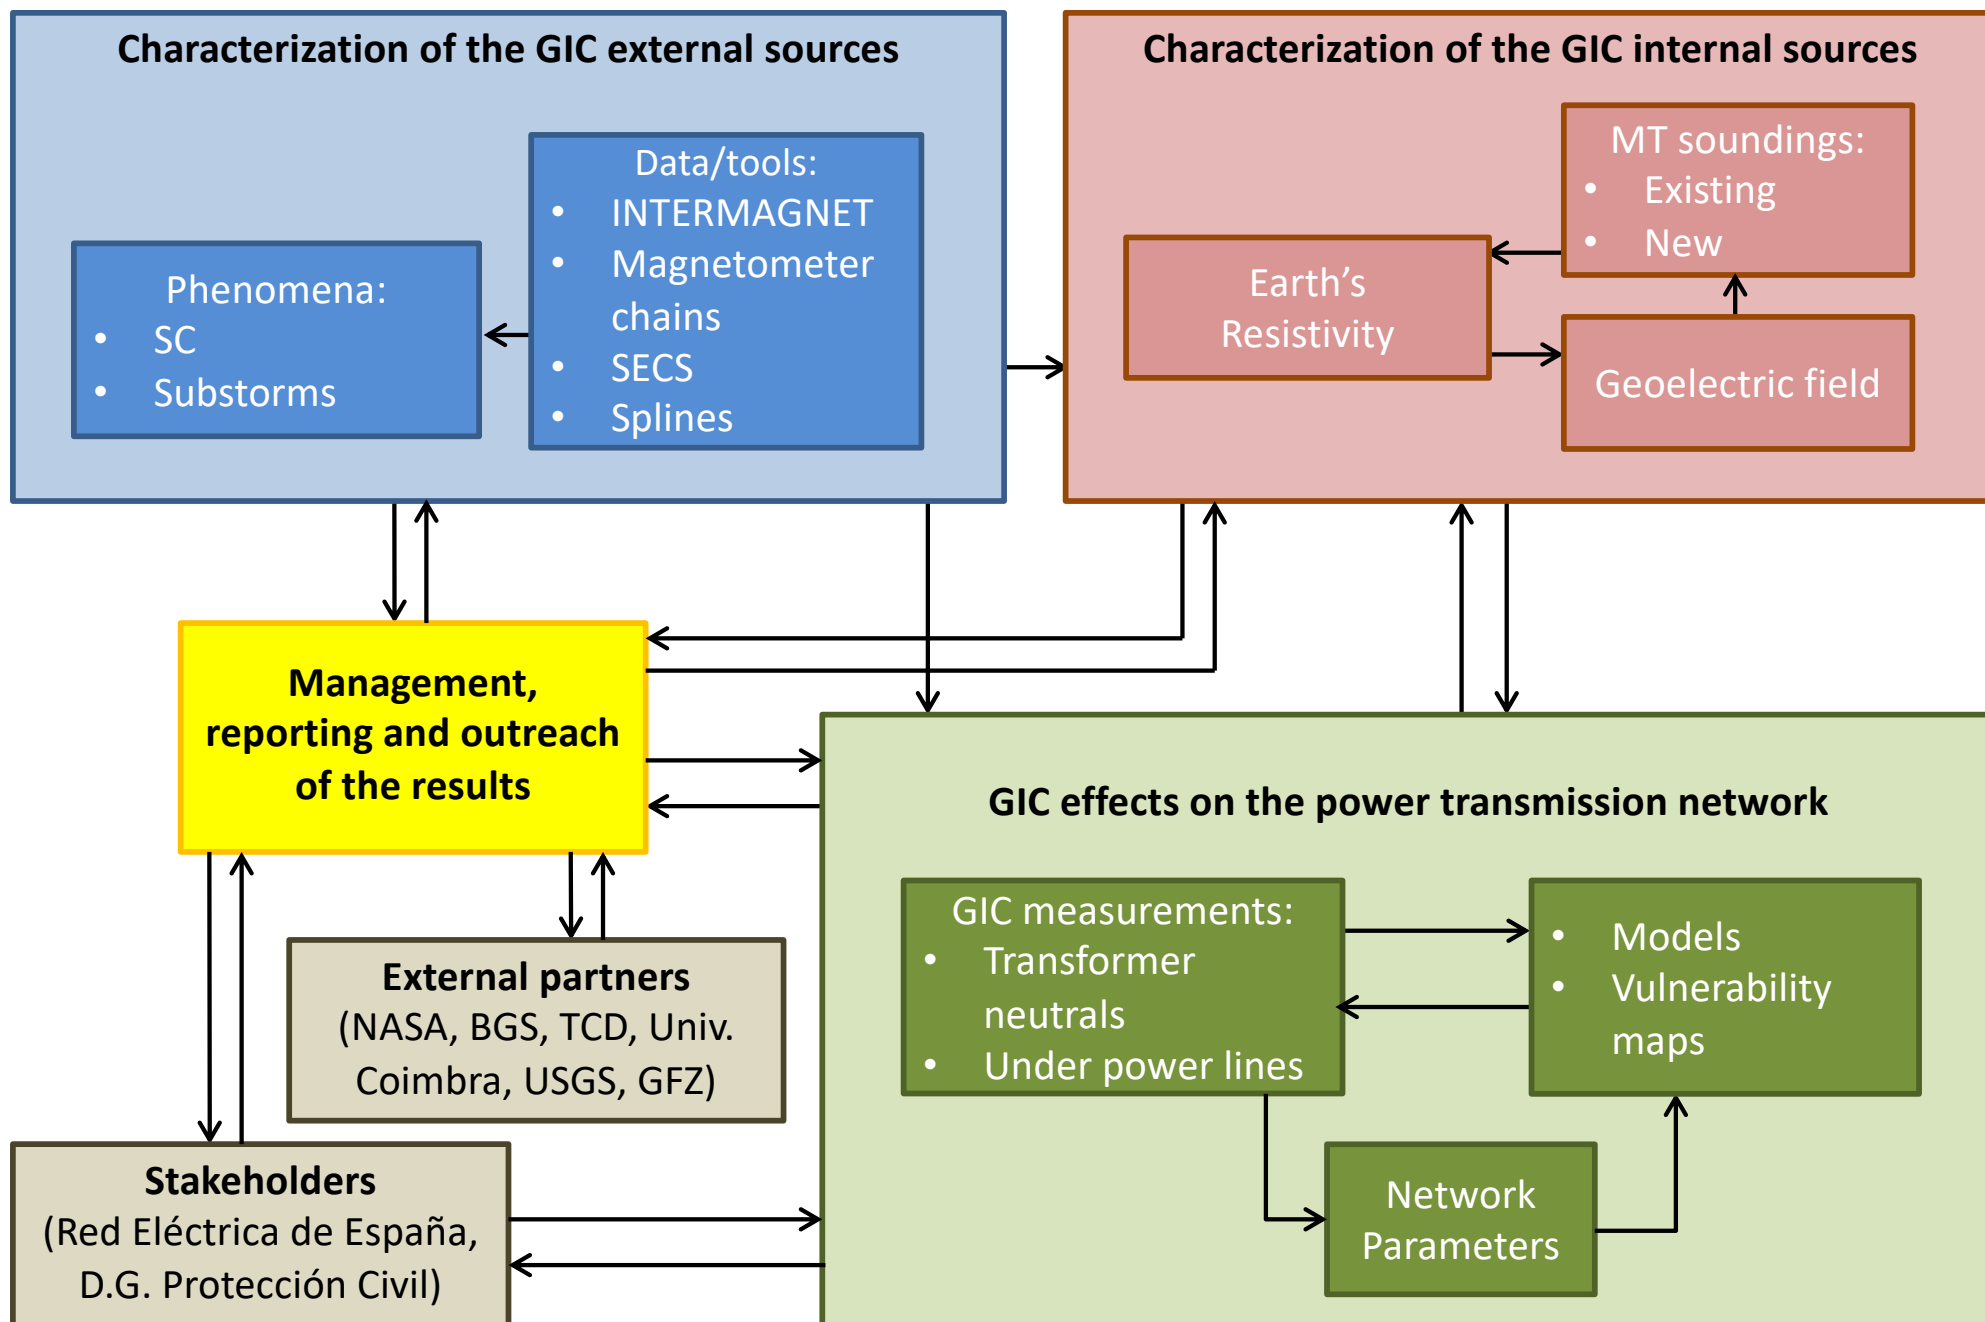 Characterization of the GIC external sources
Data/tools:
• INTERMAGNET
• Magnetometer
chains
• SECS
• Splines
Phenomena:
• SC
• Substorms
Characterization of the GIC internal sources
MT soundings:
• Existing
• New
Earth’s
Resistivity
Geoelectric field
Management,
reporting and outreach
of the results
External partners
(NASA, BGS, TCD, Univ.
Coimbra, USGS, GFZ)
Stakeholders
(Red Eléctrica de España,
D.G. Protección Civil)
GIC effects on the power transmission network
GIC measurements:
• Transformer
neutrals
• Under power lines
• Models
• Vulnerability
maps
Network
Parameters